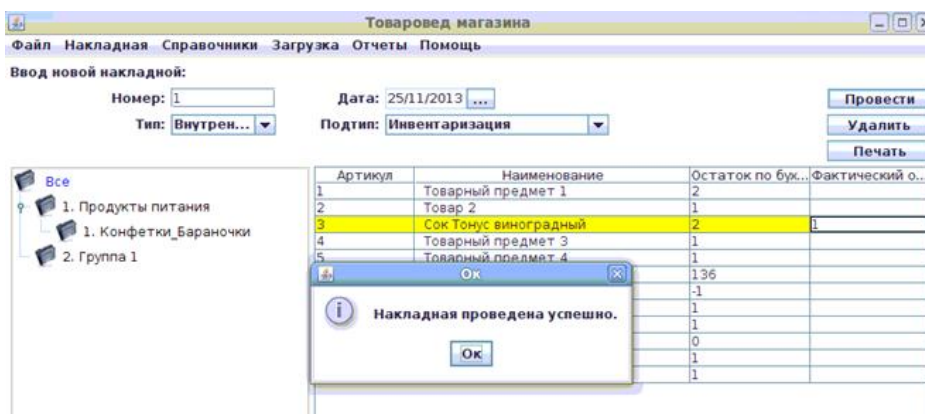 Товаровед магазина
Файл Накладная Справочники Загрузка Отчеты Помощь
Ввод новой накладной:
Номер: 1 Дата: 25/11/2013 ... Провести
Тип: Внутрен... Подтип: Инвентаризация Удалить
Печать
Все
1. Продукты питания
1. Конфетки_Бараночки
2. Группа 1
Артикул Наименование Остаток по бух... Фактический о...
1 Товарный предмет 1 2
2 Товар 2 1
3 Сок Тонус виноградный 2 1
4 Товарный предмет 3 1
5 Товарный предмет 4 1
136
-1
1
1
0
1
1
Ок
Накладная проведена успешно.
Ок